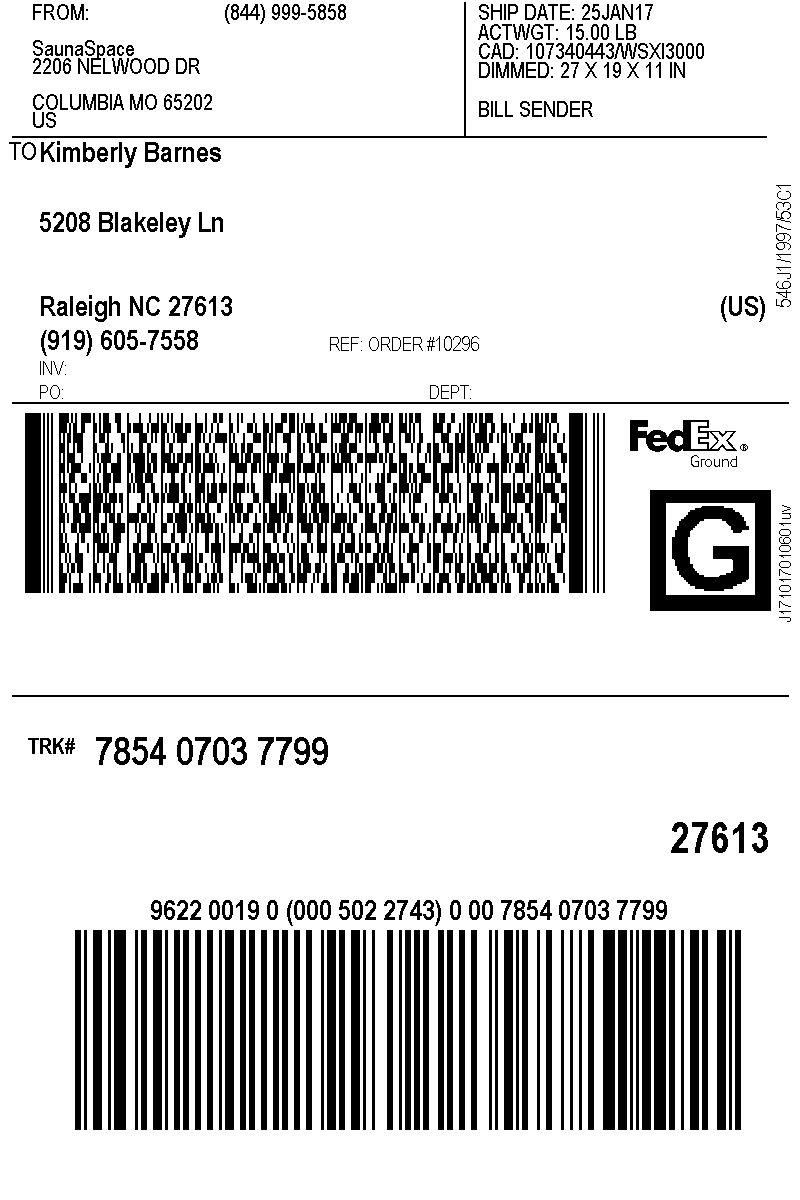 FROM: (844) 999-5858
SaunaSpace
2206 NELWOOD DR
COLUMBIA MO 65202
US
SHIP DATE: 25JAN17
ACTWGT: 15.00 LB
CAD: 107340443/WSXI3000
DIMMED: 27 X 19 X 11 IN
BILL SENDER
TO Kimberly Barnes
5208 Blakeley Ln
Raleigh NC 27613 (US)
(919) 605-7558 REF: ORDER #10296
INV:
PO: DEPT:
546J1/1997/53C1
FedEx®
Ground
G
J171017010601uv
TRK# 7854 0703 7799
27613
9622 0019 0 (000 502 2743) 0 00 7854 0703 7799